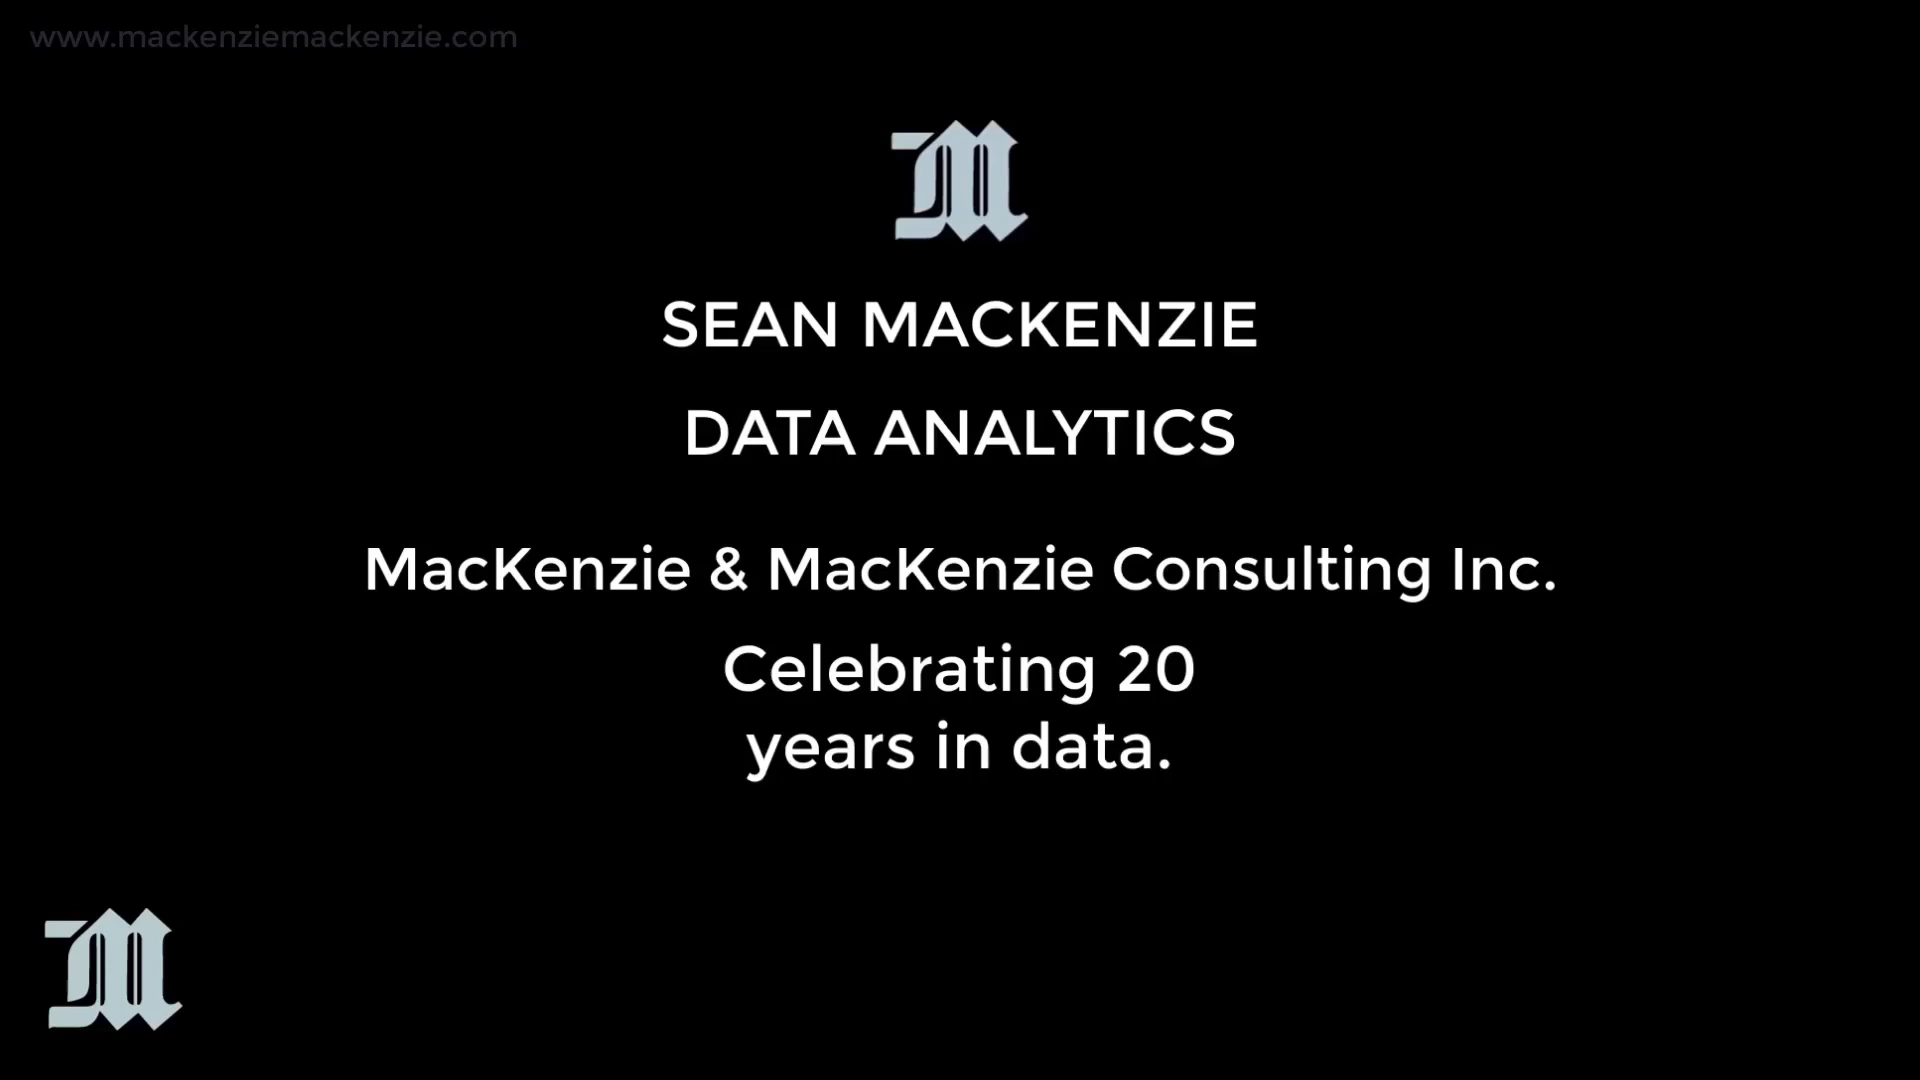 www.mackenziemackenzie.com
M
SEAN MACKENZIE
DATA ANALYTICS
MacKenzie & MacKenzie Consulting Inc.
Celebrating 20
years in data.
M